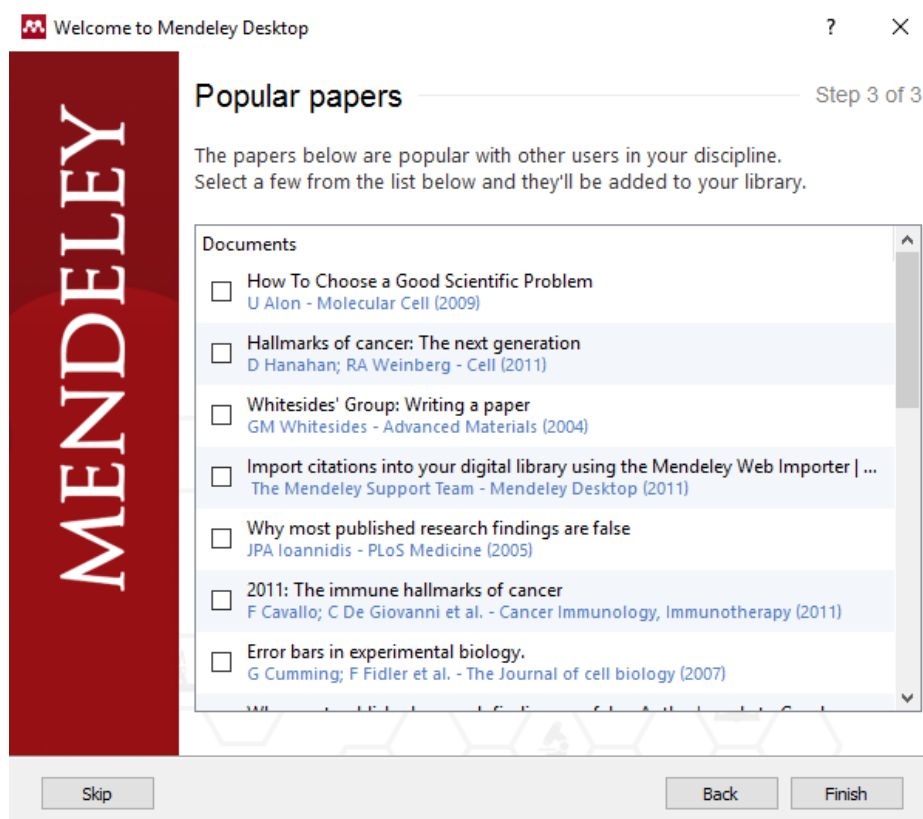 Welcome to Mendeley Desktop
?
MENDELEY
Popular papers
Step 3 of 3
The papers below are popular with other users in your discipline.
Select a few from the list below and they'll be added to your library.
Documents
How To Choose a Good Scientific Problem
U Alon - Molecular Cell (2009)
Hallmarks of cancer: The next generation
D Hanahan; RA Weinberg - Cell (2011)
Whitesides' Group: Writing a paper
GM Whitesides - Advanced Materials (2004)
Import citations into your digital library using the Mendeley Web Importer | ...
The Mendeley Support Team - Mendeley Desktop (2011)
Why most published research findings are false
JPA Ioannidis - PLoS Medicine (2005)
2011: The immune hallmarks of cancer
F Cavallo; C De Giovanni et al. - Cancer Immunology, Immunotherapy (2011)
Error bars in experimental biology.
G Cumming; F Fidler et al. - The Journal of cell biology (2007)
Skip
Back
Finish